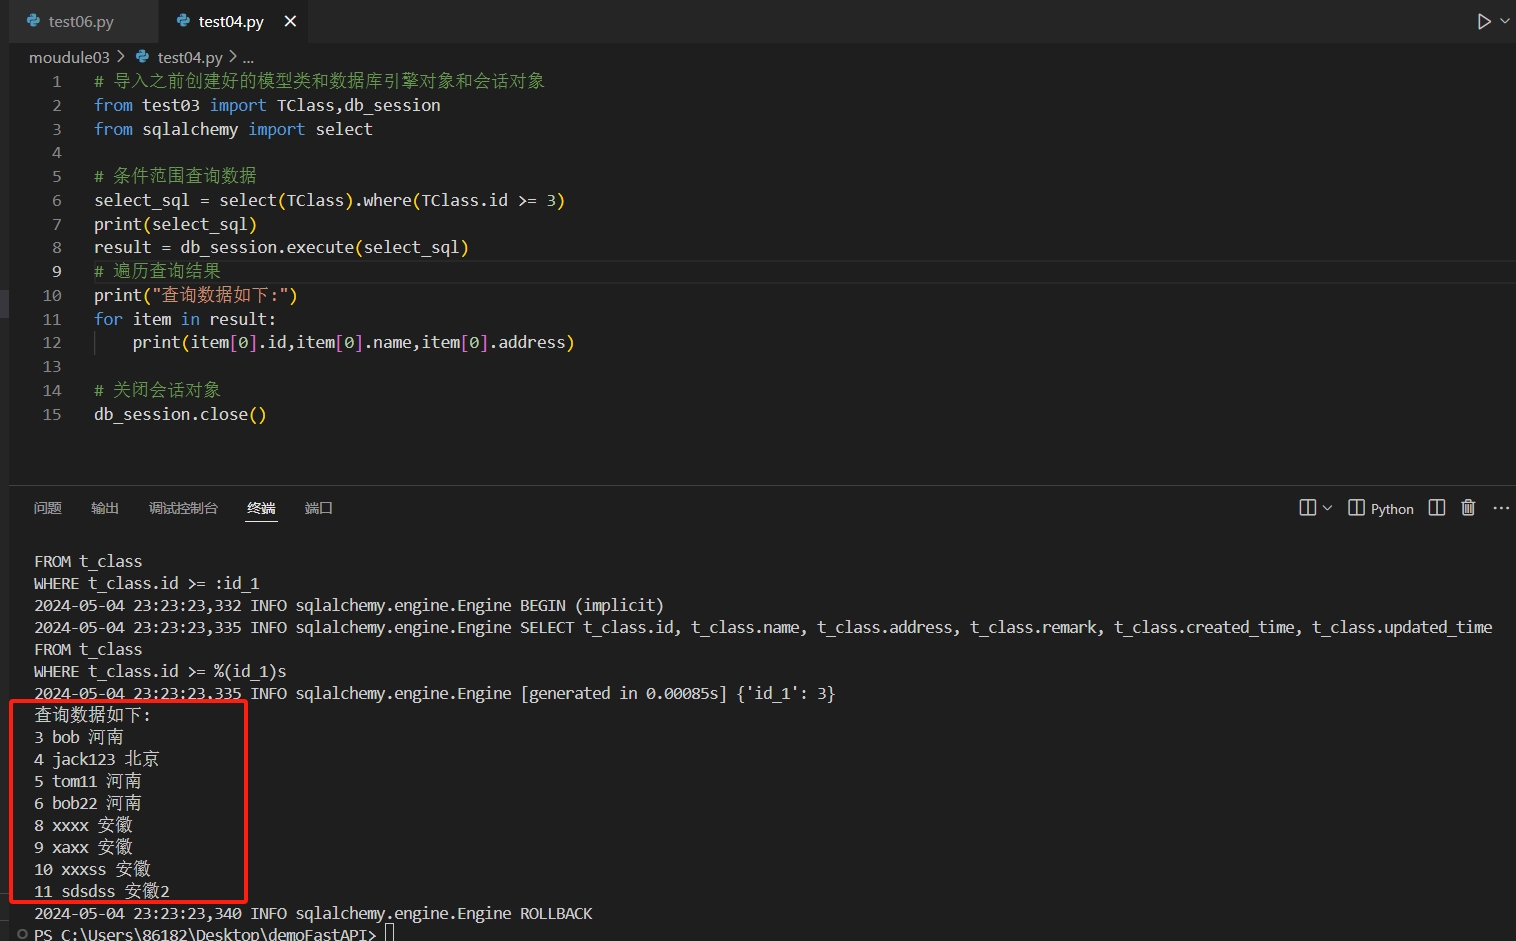 test06.py
test04.py
moudule03 > test04.py > ...
1 # 导入之前创建好的模型类和数据库引擎对象和会话对象
2 from test03 import TClass,db_session
3 from sqlalchemy import select
4
5 # 条件范围查询数据
6 select_sql = select(TClass).where(TClass.id >= 3)
7 print(select_sql)
8 result = db_session.execute(select_sql)
9 # 遍历查询结果
10 print("查询数据如下:")
11 for item in result:
12     print(item[0].id,item[0].name,item[0].address)
13
14 # 关闭会话对象
15 db_session.close()
问题 输出 调试控制台 终端 端口 Python
FROM t_class
WHERE t_class.id >= :id_1
2024-05-04 23:23:23,332 INFO sqlalchemy.engine.Engine BEGIN (implicit)
2024-05-04 23:23:23,335 INFO sqlalchemy.engine.Engine SELECT t_class.id, t_class.name, t_class.address, t_class.remark, t_class.created_time, t_class.updated_time
FROM t_class
WHERE t_class.id >= %(id_1)s
2024-05-04 23:23:23,335 INFO sqlalchemy.engine.Engine [generated in 0.00085s] {'id_1': 3}
查询数据如下:
3 bob 河南
4 jack123 北京
5 tom11 河南
6 bob22 河南
8 xxxx 安徽
9 xaxx 安徽
10 xxxss 安徽
11 sdsdss 安徽2
2024-05-04 23:23:23,340 INFO sqlalchemy.engine.Engine ROLLBACK
PS C:\Users\86182\Desktop\demoFastAPI>